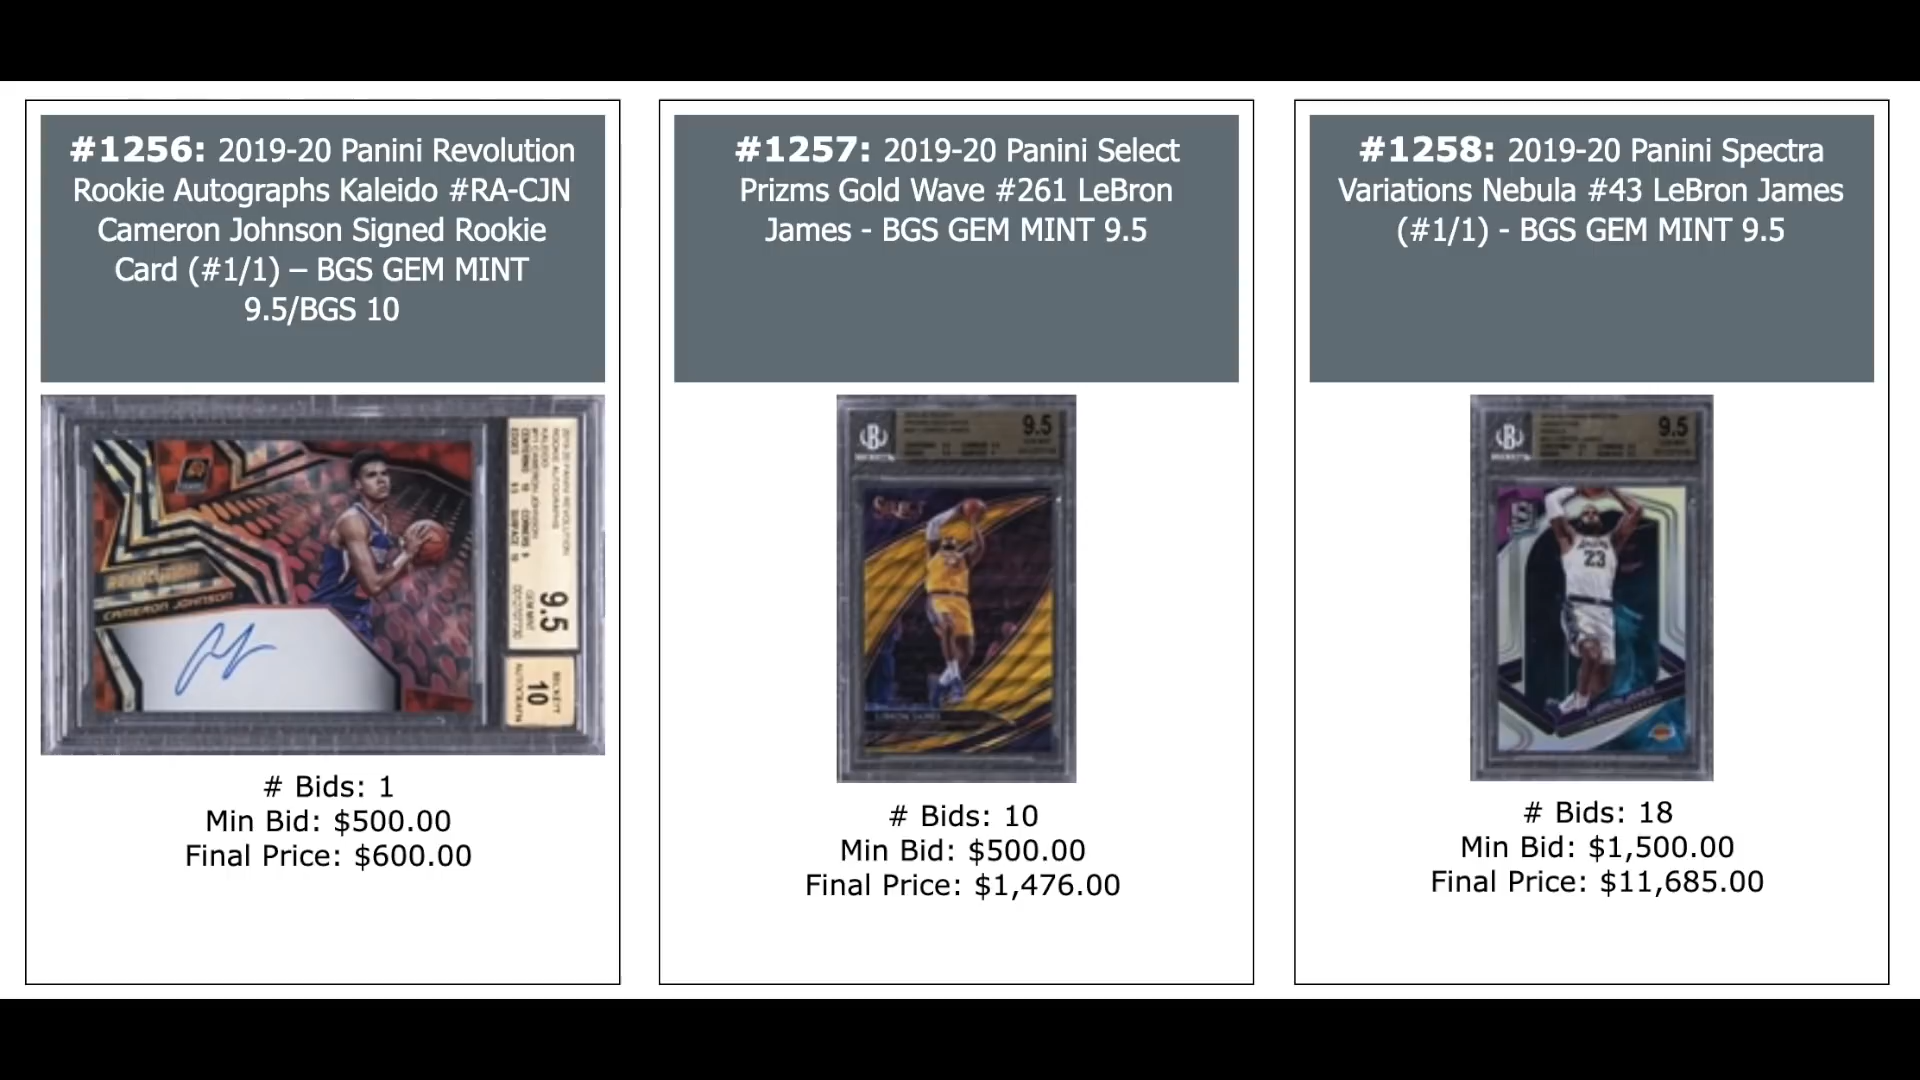 #1256: 2019-20 Panini Revolution
Rookie Autographs Kaleido #RA-CJN
Cameron Johnson Signed Rookie
Card (#1/1) – BGS GEM MINT
9.5/BGS 10
CAMERON JOHNSON
9.5
GEM MINT
10
# Bids: 1
Min Bid: $500.00
Final Price: $600.00
#1257: 2019-20 Panini Select
Prizms Gold Wave #261 LeBron
James - BGS GEM MINT 9.5
9.5
SELECT
# Bids: 10
Min Bid: $500.00
Final Price: $1,476.00
#1258: 2019-20 Panini Spectra
Variations Nebula #43 LeBron James
(#1/1) - BGS GEM MINT 9.5
9.5
23
# Bids: 18
Min Bid: $1,500.00
Final Price: $11,685.00